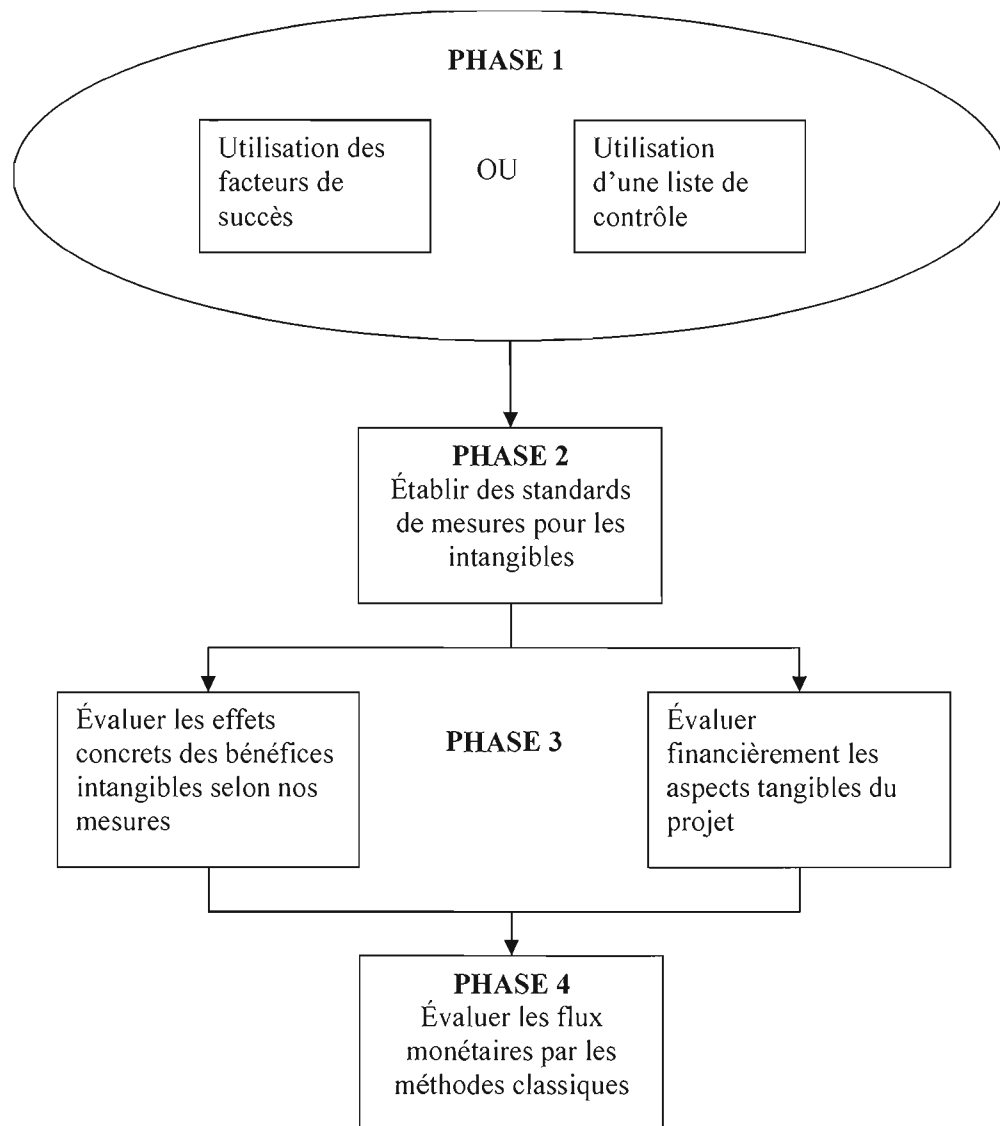 PHASE 1
Utilisation des
facteurs de
succès
OU
Utilisation
d'une liste de
contrôle
PHASE 2
Établir des standards
de mesures pour les
intangibles
Évaluer les effets
concrets des bénéfices
intangibles selon nos
mesures
PHASE 3
Évaluer
financièrement les
aspects tangibles du
projet
PHASE 4
Évaluer les flux
monétaires par les
méthodes classiques